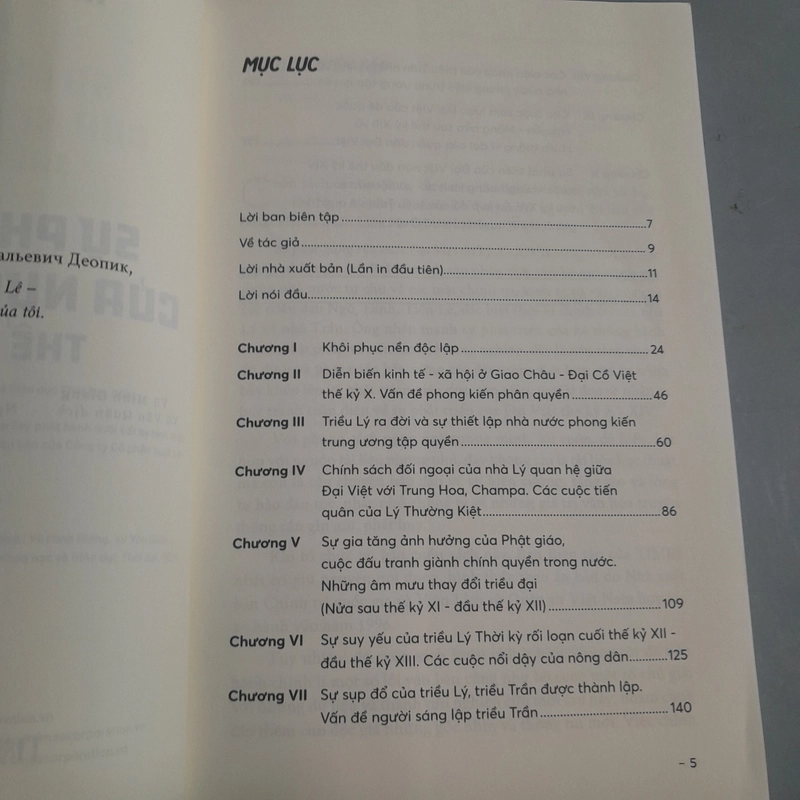 альевич Деопик,
Lê –
ủa tôi.
MỤC LỤC
Lời ban biên tập 7
Về tác giả 9
Lời nhà xuất bản (Lần in đầu tiên) 11
Lời nói đầu 14
Chương I Khôi phục nền độc lập 24
Chương II Diễn biến kinh tế - xã hội ở Giao Châu - Đại Cồ Việt
thế kỷ X. Vấn đề phong kiến phân quyền 46
Chương III Triều Lý ra đời và sự thiết lập nhà nước phong kiến
trung ương tập quyền 60
Chương IV Chính sách đối ngoại của nhà Lý quan hệ giữa
Đại Việt với Trung Hoa, Champa. Các cuộc tiến
quân của Lý Thường Kiệt 86
Chương V Sự gia tăng ảnh hưởng của Phật giáo,
cuộc đấu tranh giành chính quyền trong nước.
Những âm mưu thay đổi triều đại
(Nửa sau thế kỷ XI - đầu thế kỷ XII) 109
Chương VI Sự suy yếu của triều Lý Thời kỳ rối loạn cuối thế kỷ XII -
đầu thế kỷ XIII. Các cuộc nổi dậy của nông dân 125
Chương VII Sự sụp đổ của triều Lý, triều Trần được thành lập.
Vấn đề người sáng lập triều Trần 140
– 5